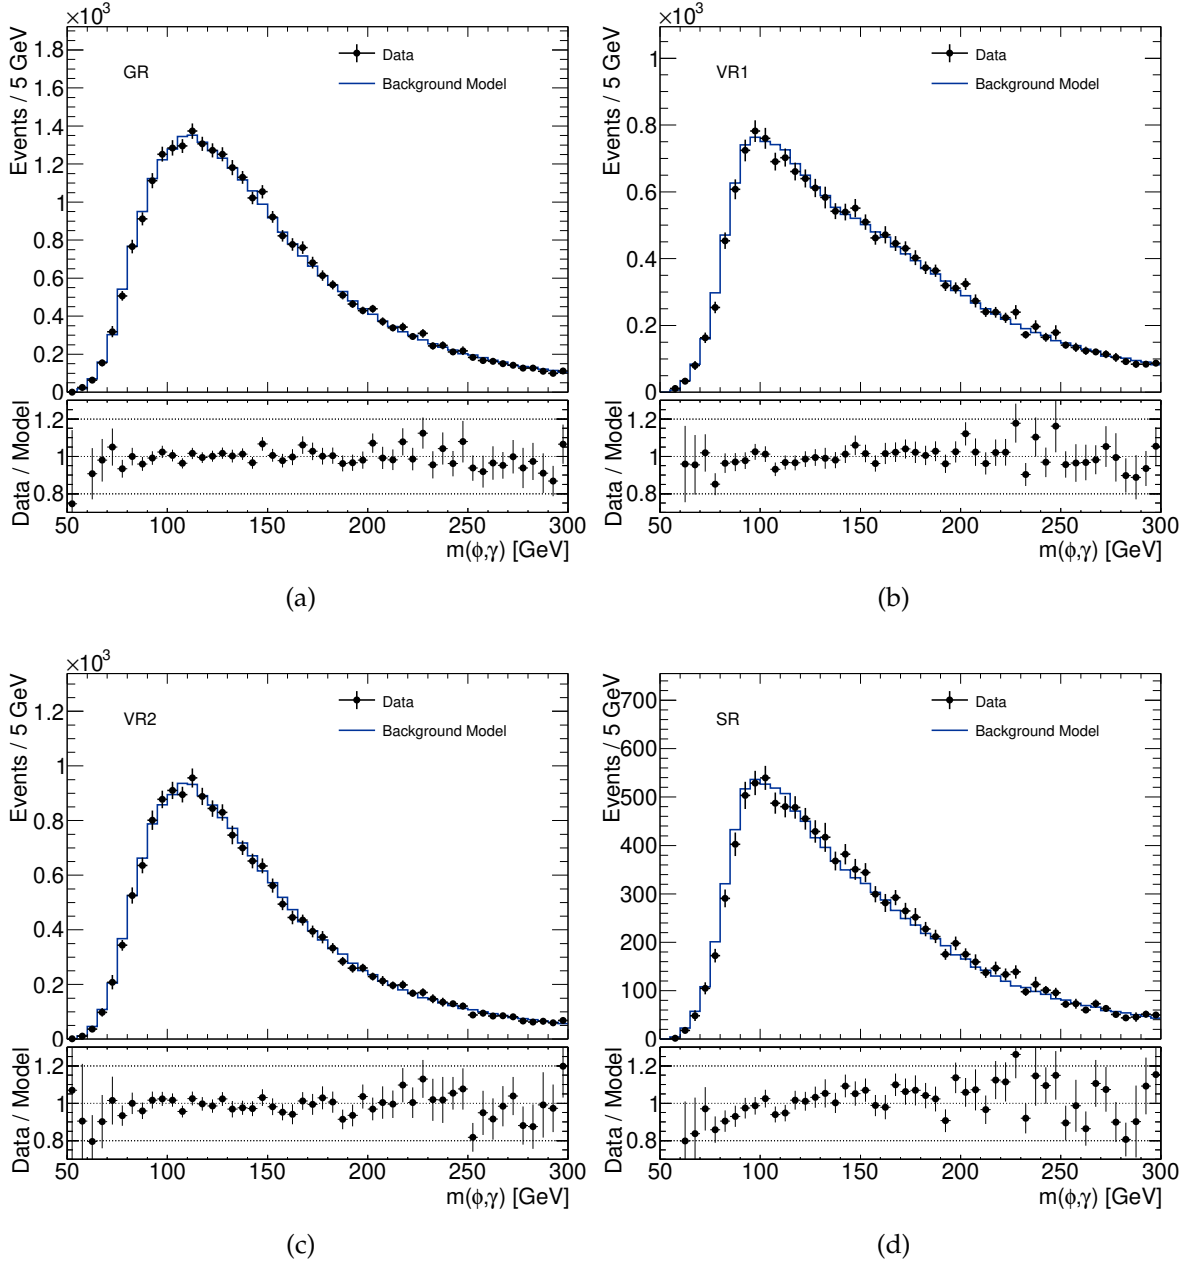 ×10³
Events / 5 GeV
1.8
1.6
1.4
1.2
1
0.8
0.6
0.4
0.2
0
GR
Data
Background Model
Data / Model
1.2
1
0.8
50 100 150 200 250 300
m(ϕ,γ) [GeV]
(a)
×10³
Events / 5 GeV
1
0.8
0.6
0.4
0.2
0
VR1
Data
Background Model
Data / Model
1.2
1
0.8
50 100 150 200 250 300
m(ϕ,γ) [GeV]
(b)
×10³
Events / 5 GeV
1.2
1
0.8
0.6
0.4
0.2
0
VR2
Data
Background Model
Data / Model
1.2
1
0.8
50 100 150 200 250 300
m(ϕ,γ) [GeV]
(c)
Events / 5 GeV
700
600
500
400
300
200
100
0
SR
Data
Background Model
Data / Model
1.2
1
0.8
50 100 150 200 250 300
m(ϕ,γ) [GeV]
(d)